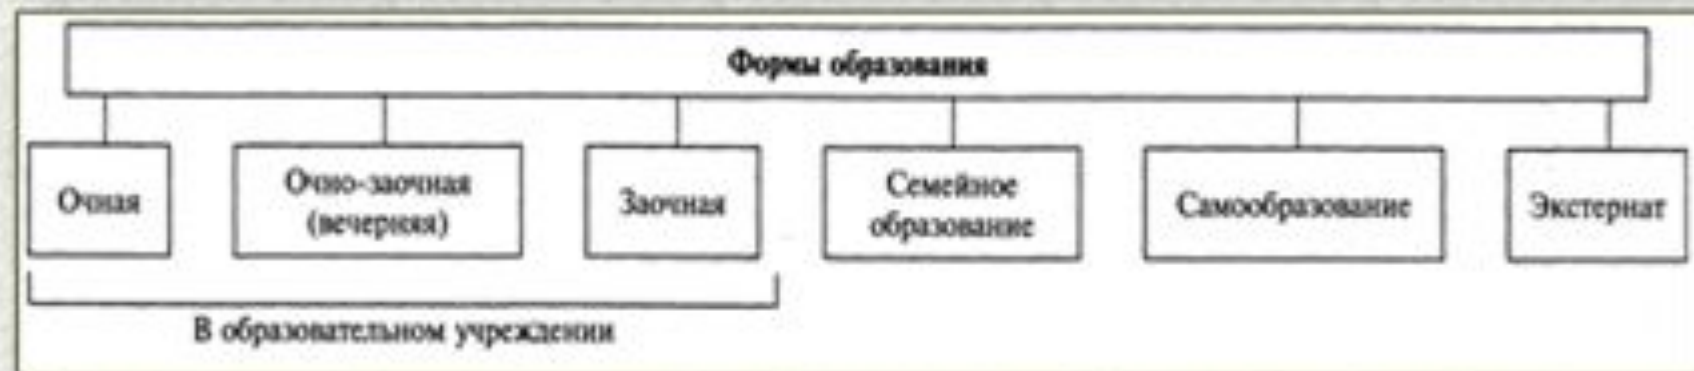 Формы образования
Очная
Очно-заочная
(вечерняя)
Заочная
Семейное
образование
Самообразование
Экстернат
В образовательном учреждении